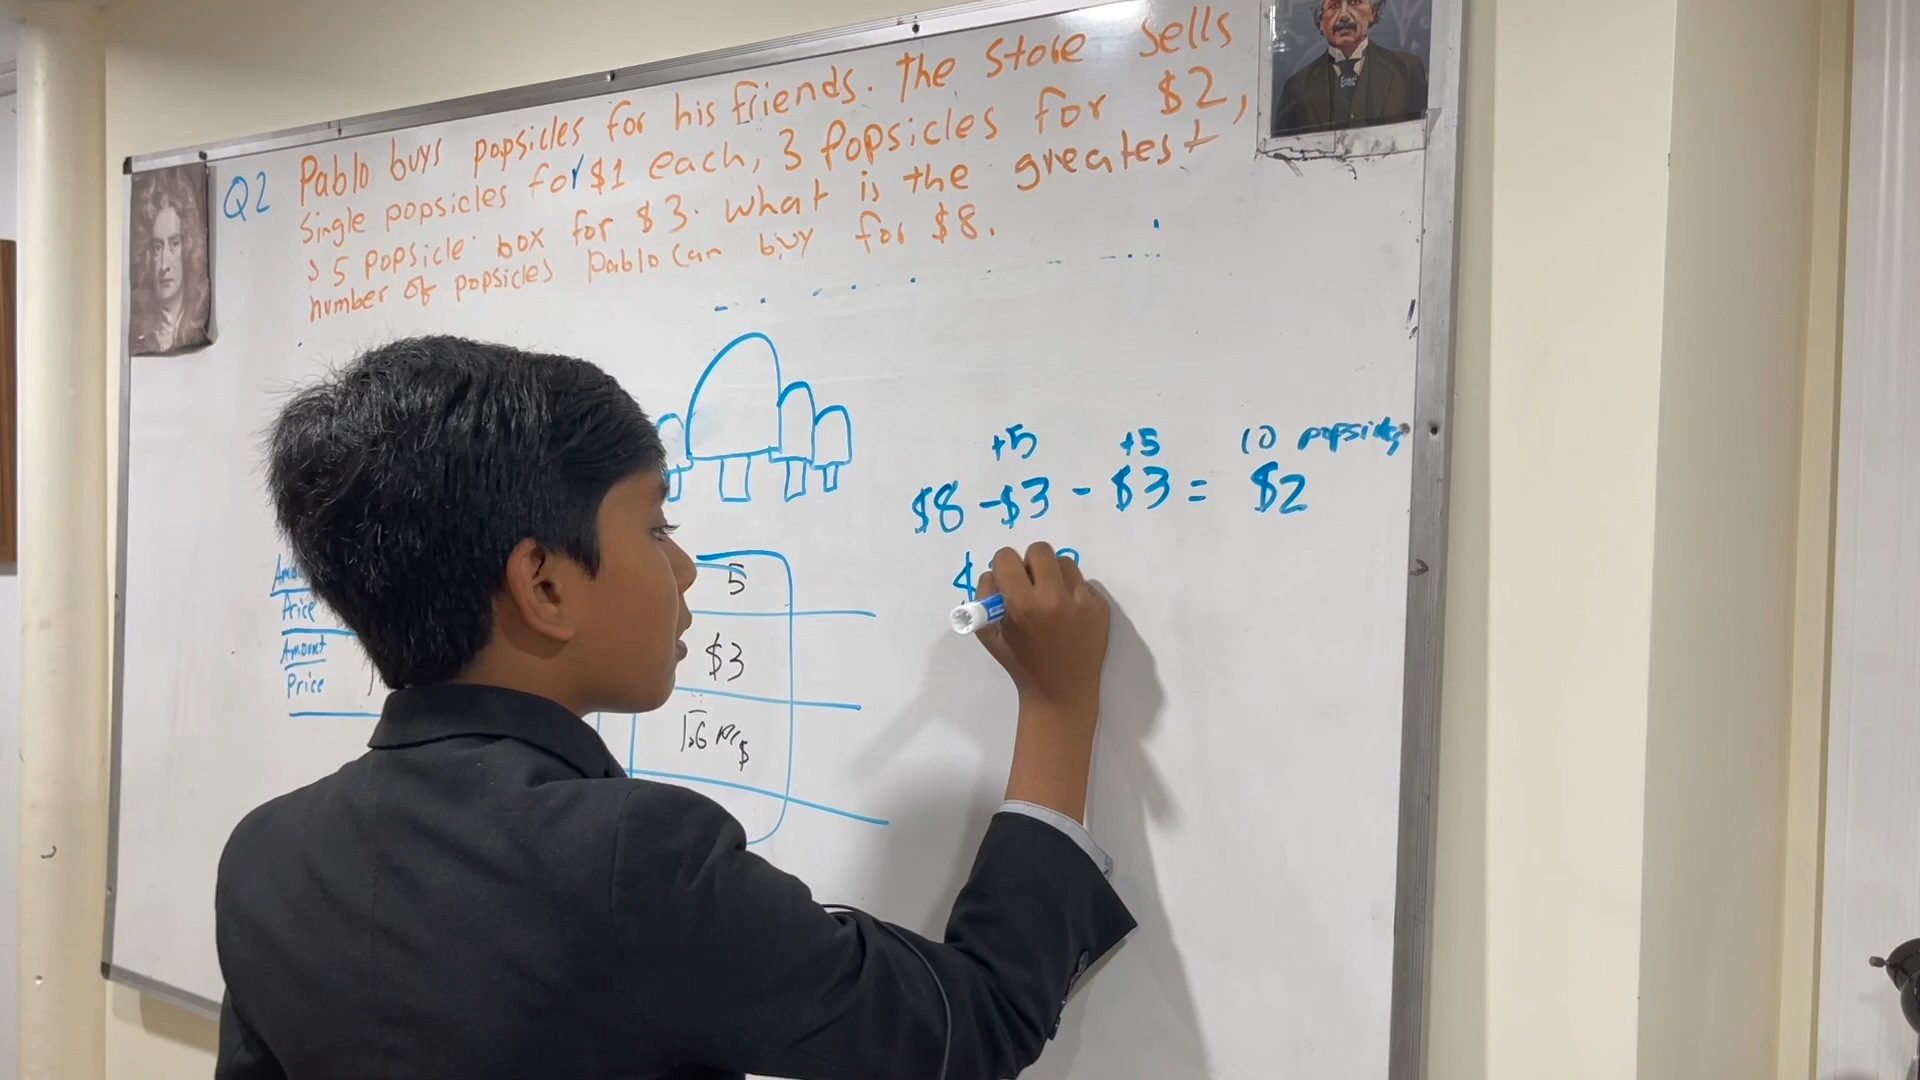 Q2 Pablo buys popsicles for his friends. The store sells
single popsicles for $1 each, 3 Popsicles for $2,
5 popsicle box for $3. what is the greatest
number of popsicles pablo can buy for $8.
+5 +5 10 popsicles
$8 -$3 - $3 = $2
$
5
Price
Amount
Price
$3
1.6
$